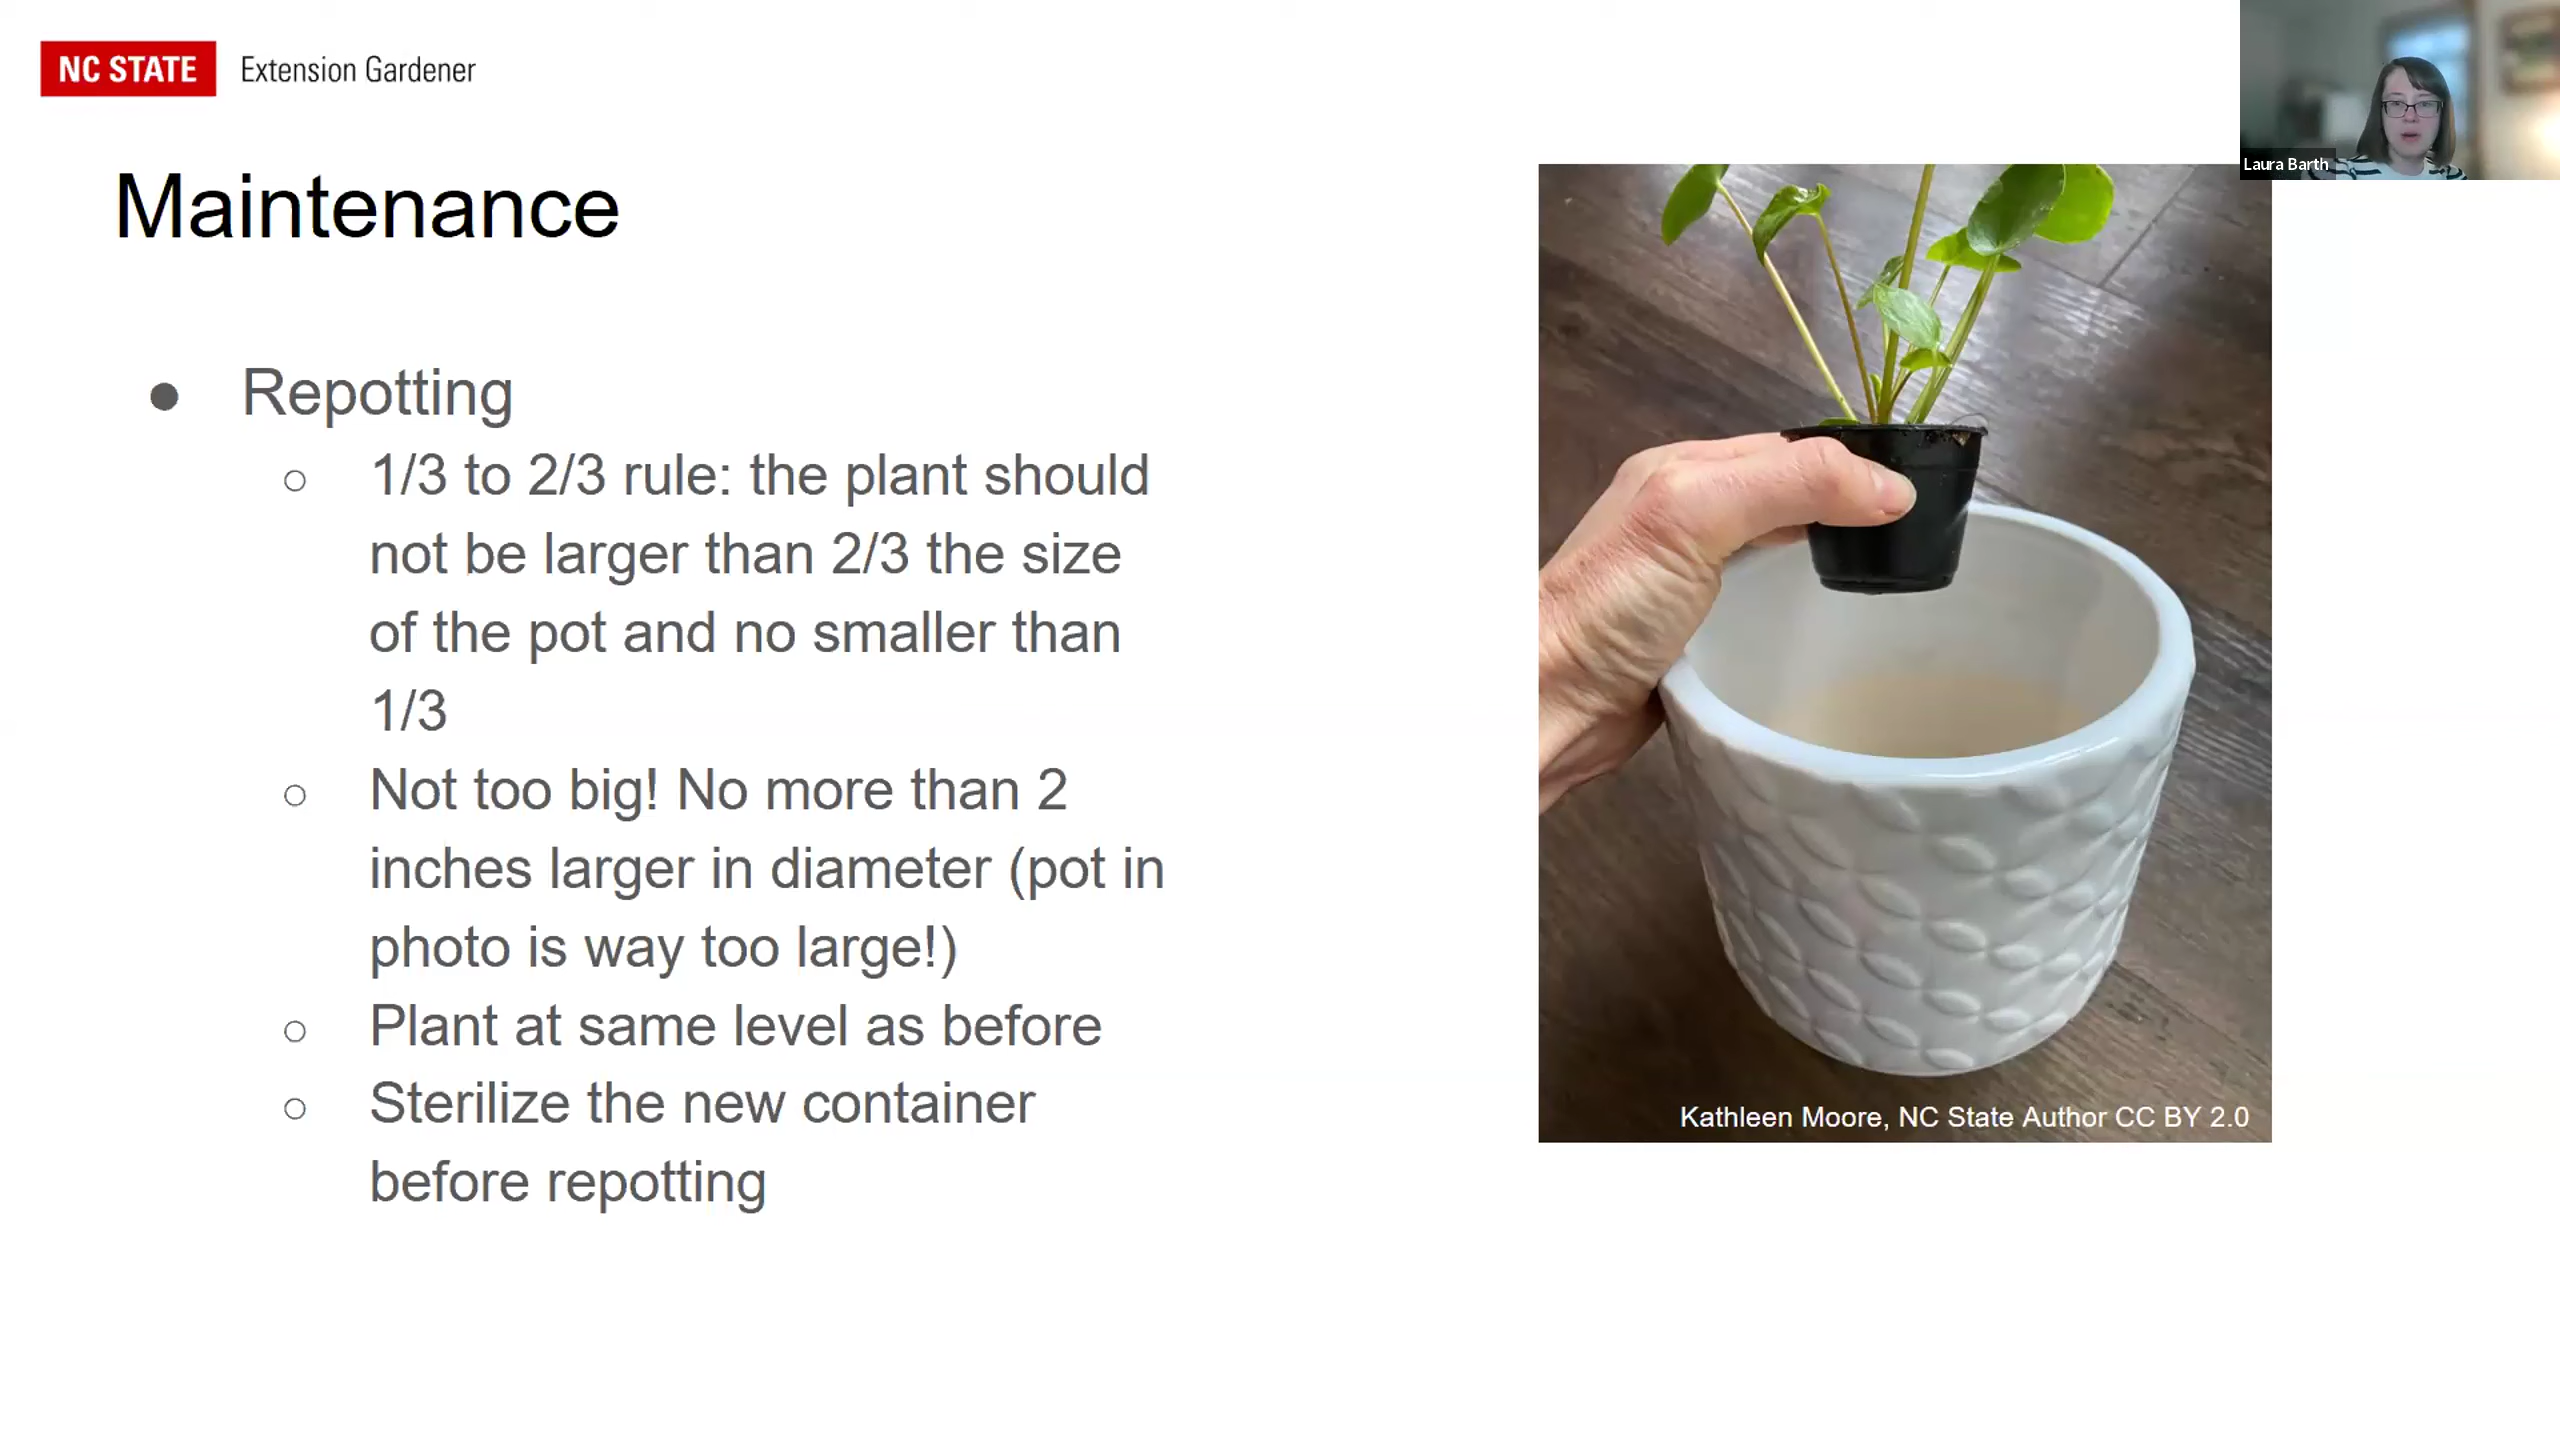 NC STATE Extension Gardener
Laura Barth
Maintenance
● Repotting
○ 1/3 to 2/3 rule: the plant should
not be larger than 2/3 the size
of the pot and no smaller than
1/3
○ Not too big! No more than 2
inches larger in diameter (pot in
photo is way too large!)
○ Plant at same level as before
○ Sterilize the new container
before repotting
Kathleen Moore, NC State Author CC BY 2.0